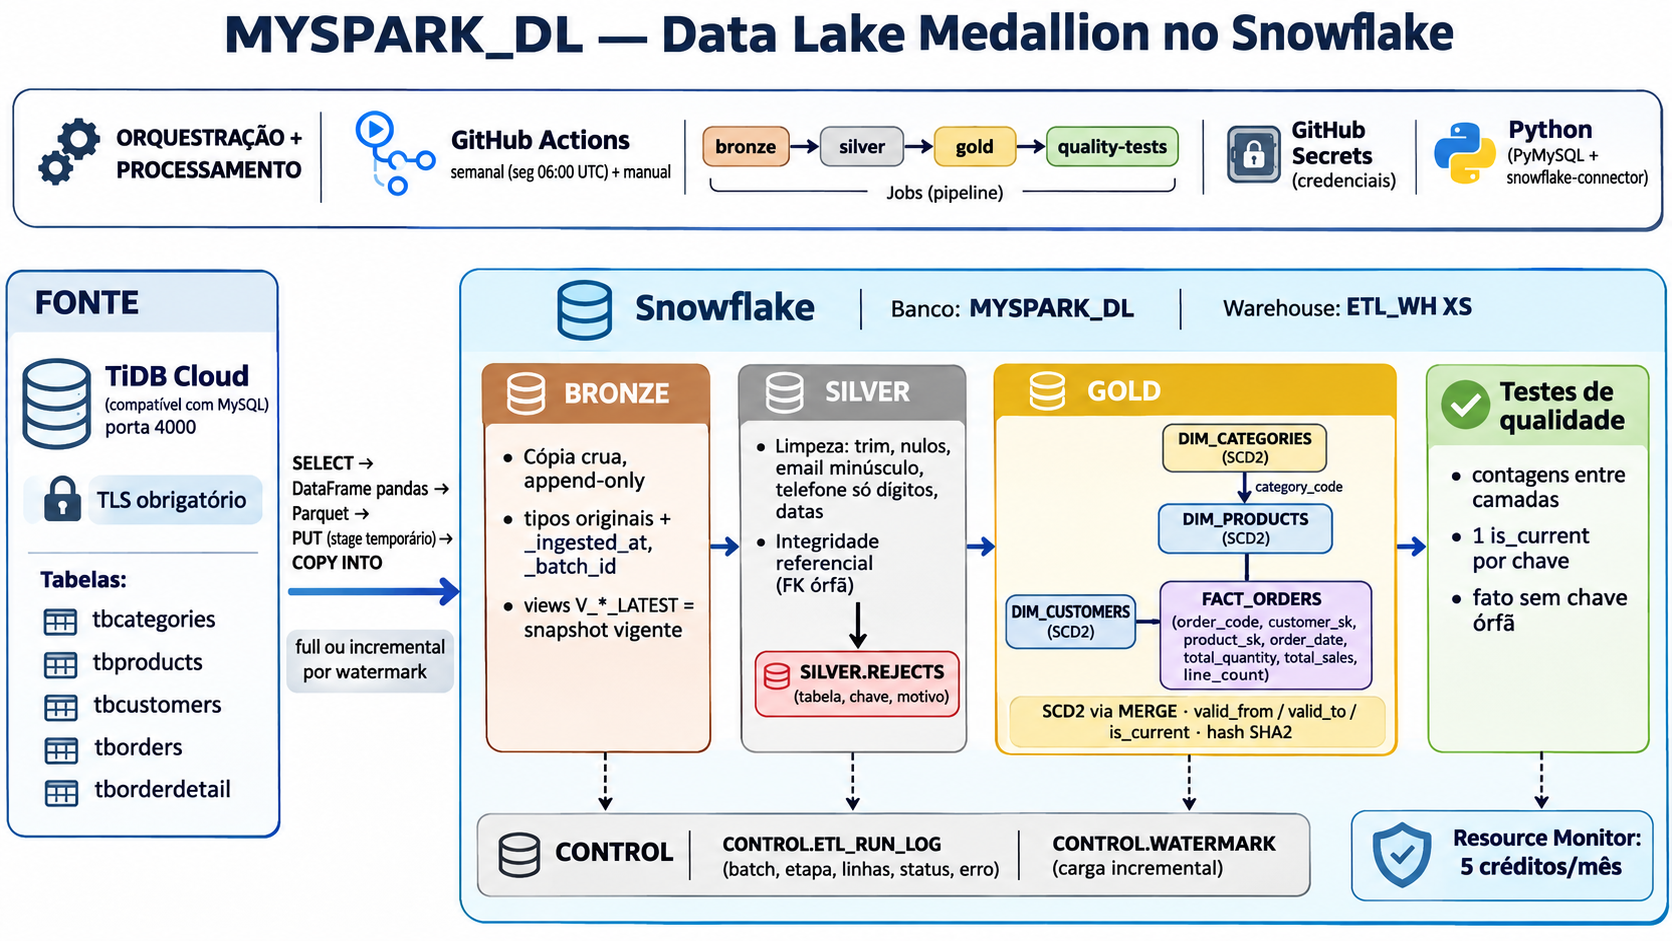 MYSPARK_DL — Data Lake Medallion no Snowflake
ORQUESTRAÇÃO +
PROCESSAMENTO
GitHub Actions
semanal (seg 06:00 UTC) + manual
bronze
silver
gold
quality-tests
Jobs (pipeline)
GitHub
Secrets
(credenciais)
Python
(PyMySQL +
snowflake-connector)
FONTE
TiDB Cloud
(compatível com MySQL)
porta 4000
TLS obrigatório
Tabelas:
tbcategories
tbproducts
tbcustomers
tborders
tborderdetail
SELECT →
DataFrame pandas →
Parquet →
PUT (stage temporário) →
COPY INTO
full ou incremental
por watermark
Snowflake
Banco: MYSPARK_DL
Warehouse: ETL_WH XS
BRONZE
• Cópia crua,
append-only
• tipos originais +
_ingested_at,
_batch_id
• views V_*_LATEST =
snapshot vigente
SILVER
• Limpeza: trim, nulos,
email minúsculo,
telefone só dígitos,
datas
• Integridade
referencial
(FK órfã)
SILVER.REJECTS
(tabela, chave, motivo)
GOLD
DIM_CATEGORIES
(SCD2)
category_code
DIM_PRODUCTS
(SCD2)
DIM_CUSTOMERS
(SCD2)
FACT_ORDERS
(order_code, customer_sk,
product_sk, order_date,
total_quantity, total_sales,
line_count)
SCD2 via MERGE · valid_from / valid_to /
is_current · hash SHA2
Testes de
qualidade
• contagens entre
camadas
• 1 is_current
por chave
• fato sem chave
órfã
CONTROL
CONTROL.ETL_RUN_LOG
(batch, etapa, linhas, status, erro)
CONTROL.WATERMARK
(carga incremental)
Resource Monitor:
5 créditos/mês